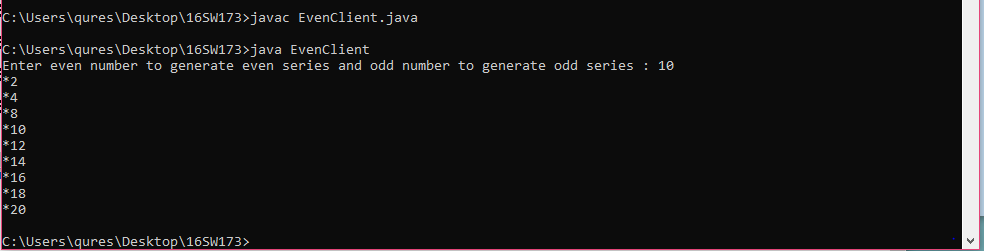 C:\Users\qures\Desktop\16SW173>javac EvenClient.java
C:\Users\qures\Desktop\16SW173>java EvenClient
Enter even number to generate even series and odd number to generate odd series : 10
*2
*4
*8
*10
*12
*14
*16
*18
*20
C:\Users\qures\Desktop\16SW173>